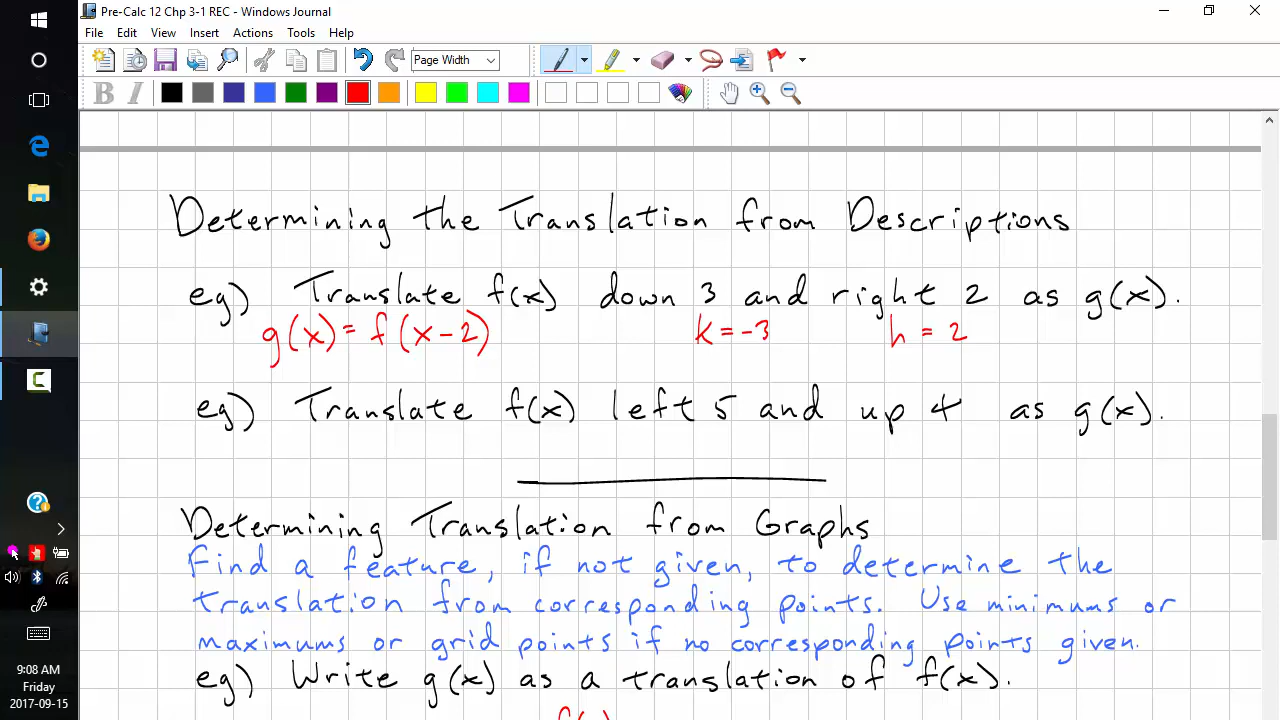 Pre-Calc 12 Chp 3-1 REC - Windows Journal
File Edit View Insert Actions Tools Help
Page Width
B I
Determining the Translation from Descriptions
eg) Translate f(x) down 3 and right 2 as g(x).
g(x) = f(x-2) k = -3 h = 2
eg) Translate f(x) left 5 and up 4 as g(x).
Determining Translation from Graphs
Find a feature, if not given, to determine the
translation from corresponding points. Use minimums or
maximums or grid points if no corresponding points given.
eg) Write g(x) as a translation of f(x).
9:08 AM
Friday
2017-09-15